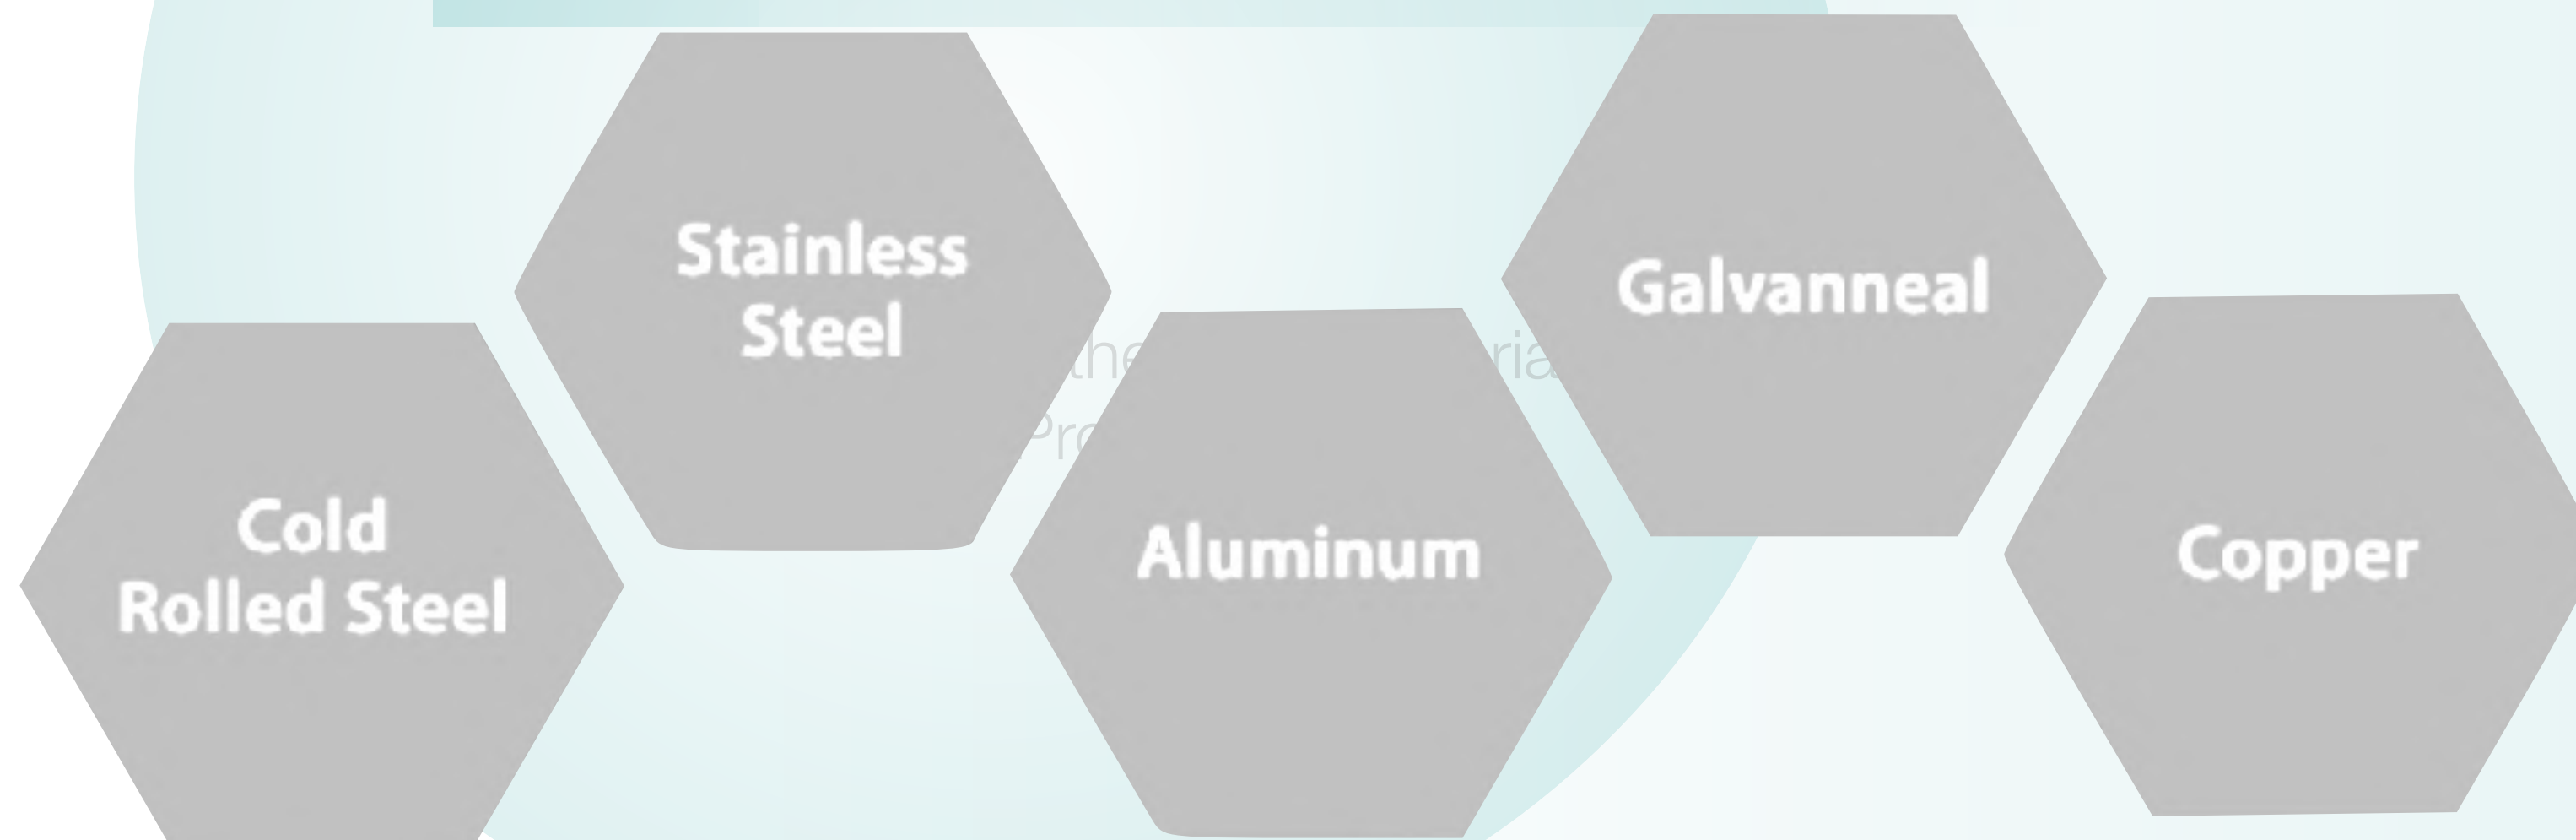 Stainless
Steel
Galvanneal
Cold
Rolled Steel
Aluminum
Copper